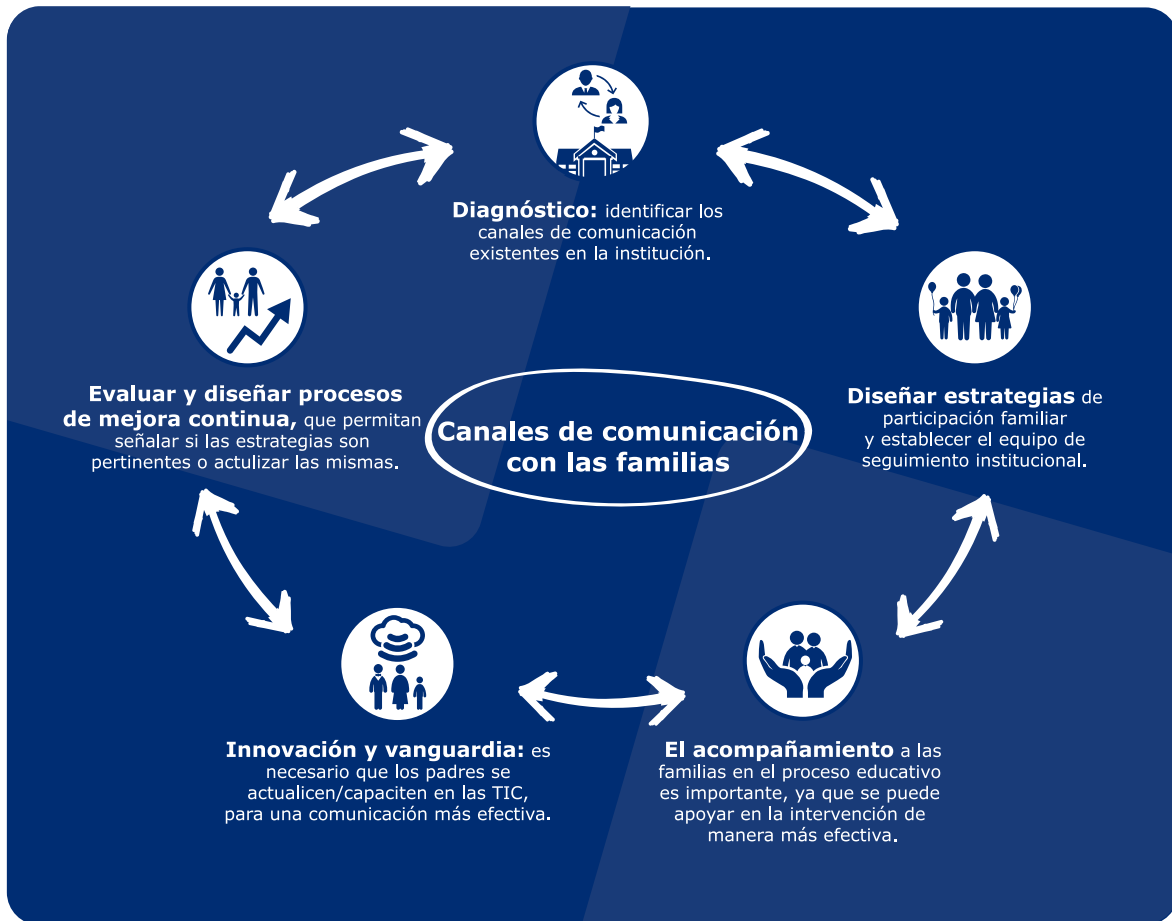 Diagnóstico: identificar los
canales de comunicación
existentes en la institución.
Diseñar estrategias de
participación familiar
y establecer el equipo de
seguimiento institucional.
El acompañamiento a las
familias en el proceso educativo
es importante, ya que se puede
apoyar en la intervención de
manera más efectiva.
Innovación y vanguardia: es
necesario que los padres se
actualicen/capaciten en las TIC,
para una comunicación más efectiva.
Evaluar y diseñar procesos
de mejora continua, que permitan
señalar si las estrategias son
pertinentes o actulizar las mismas.
Canales de comunicación
con las familias